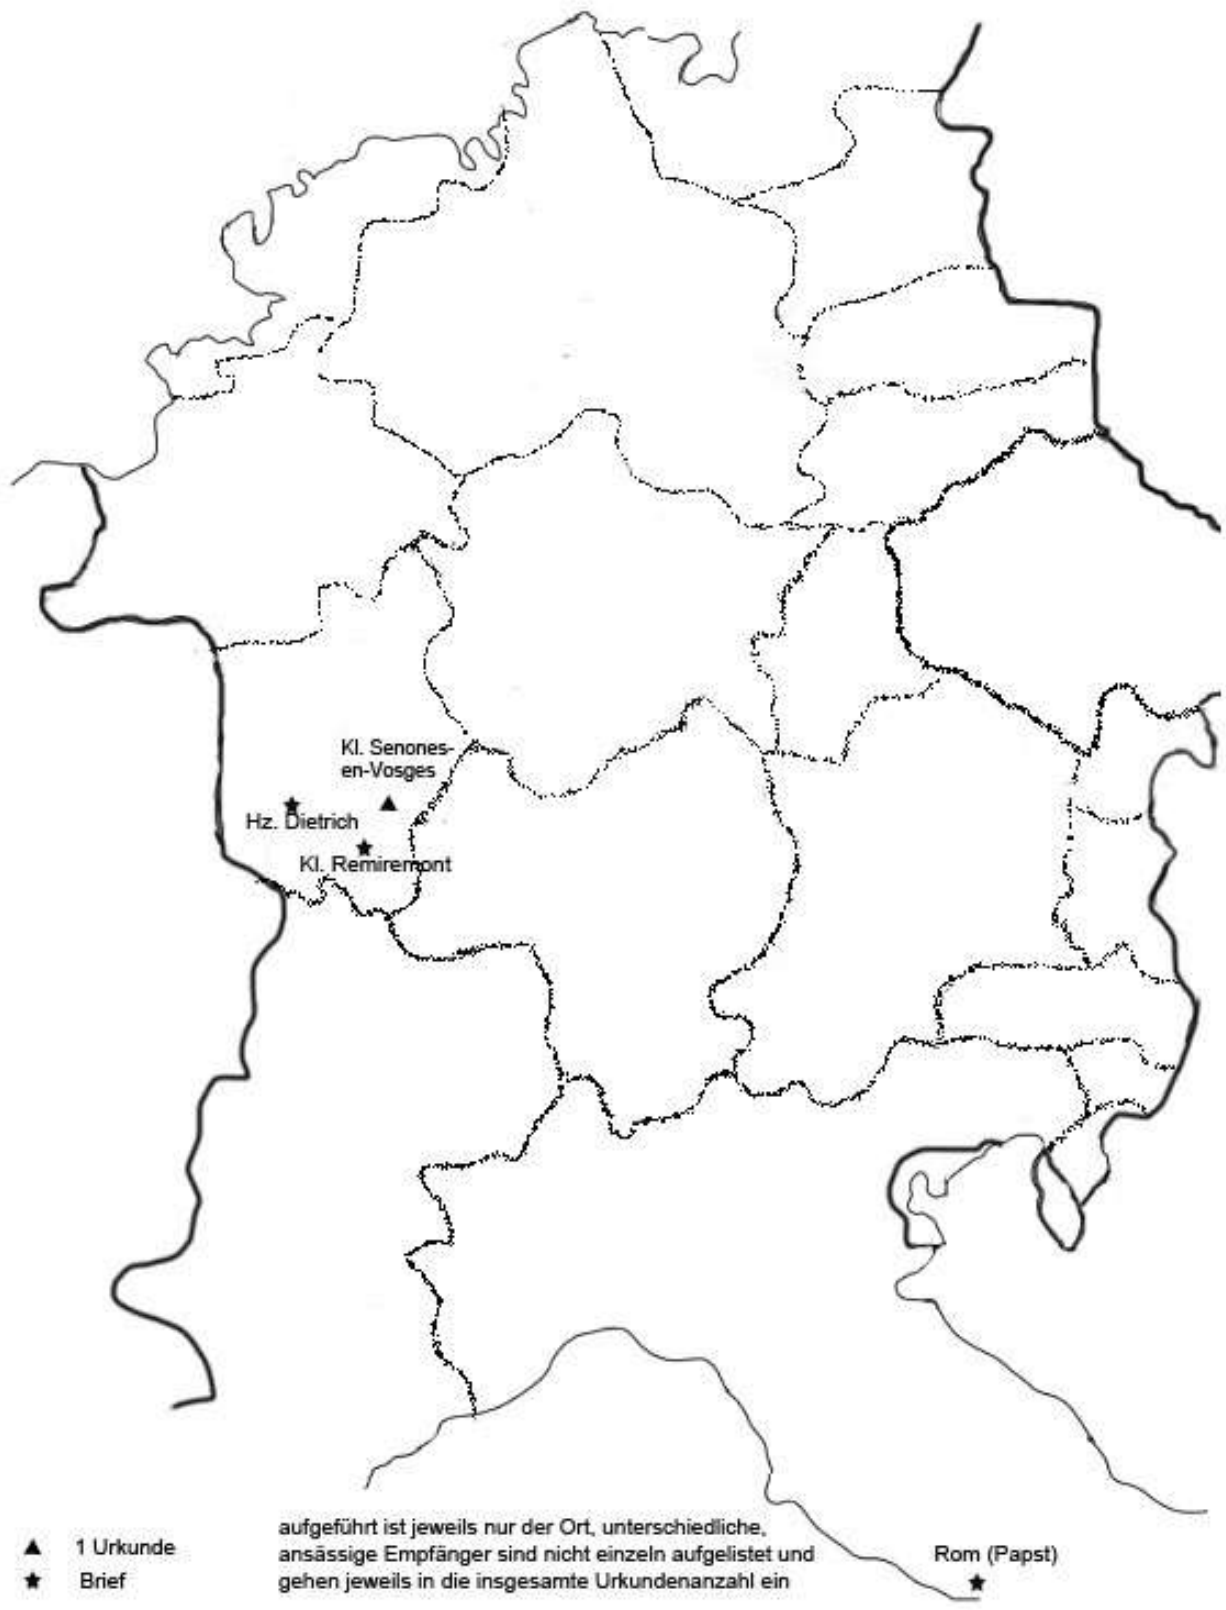 Kl. Senones-
en-Vosges
Hz. Dietrich
Kl. Remiremont
1 Urkunde
Brief
aufgeführt ist jeweils nur der Ort, unterschiedliche,
ansässige Empfänger sind nicht einzeln aufgelistet und
gehen jeweils in die insgesamte Urkundenanzahl ein
Rom (Papst)